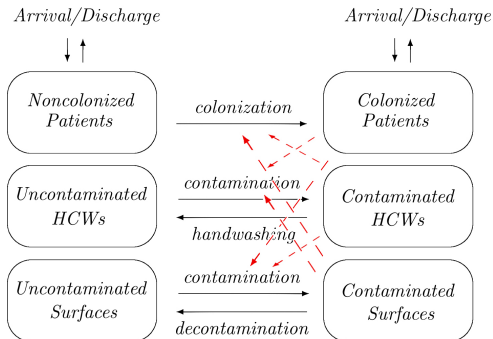 Arrival/Discharge
Arrival/Discharge
Noncolonized
Patients
colonization
Colonized
Patients
Uncontaminated
HCWs
contamination
handwashing
Contaminated
HCWs
Uncontaminated
Surfaces
contamination
decontamination
Contaminated
Surfaces